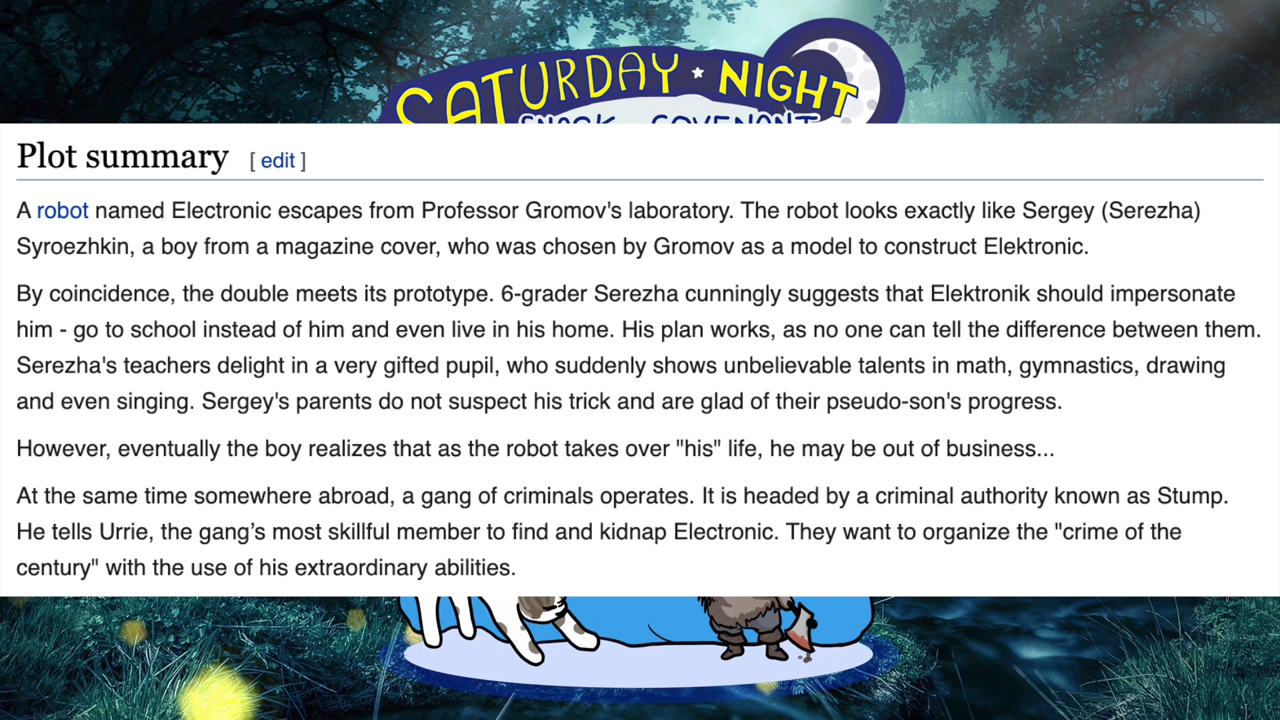 SATURDAY NIGHT
SNACK COVENANT
Plot summary [ edit ]
A robot named Electronic escapes from Professor Gromov's laboratory. The robot looks exactly like Sergey (Serezha)
Syroezhkin, a boy from a magazine cover, who was chosen by Gromov as a model to construct Elektronic.
By coincidence, the double meets its prototype. 6-grader Serezha cunningly suggests that Elektronik should impersonate
him - go to school instead of him and even live in his home. His plan works, as no one can tell the difference between them.
Serezha's teachers delight in a very gifted pupil, who suddenly shows unbelievable talents in math, gymnastics, drawing
and even singing. Sergey's parents do not suspect his trick and are glad of their pseudo-son's progress.
However, eventually the boy realizes that as the robot takes over "his" life, he may be out of business...
At the same time somewhere abroad, a gang of criminals operates. It is headed by a criminal authority known as Stump.
He tells Urrie, the gang’s most skillful member to find and kidnap Electronic. They want to organize the "crime of the
century" with the use of his extraordinary abilities.